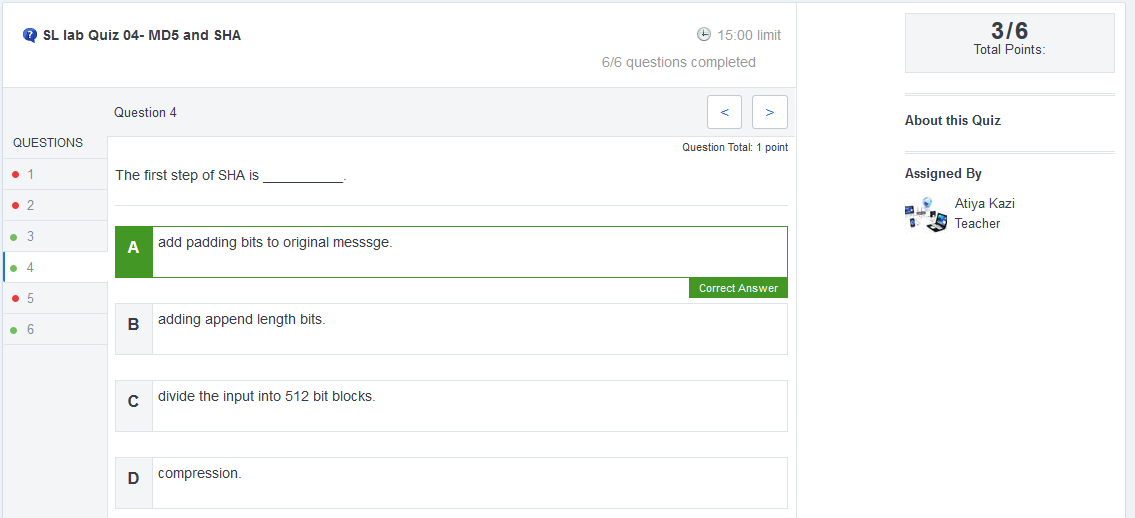 SL lab Quiz 04- MD5 and SHA
15:00 limit
6/6 questions completed
3/6
Total Points:
Question 4
<
>
QUESTIONS
Question Total: 1 point
1
2
3
4
5
6
The first step of SHA is ___________.
A
add padding bits to original messsge.
Correct Answer
B
adding append length bits.
C
divide the input into 512 bit blocks.
D
compression.
About this Quiz
Assigned By
Atiya Kazi
Teacher